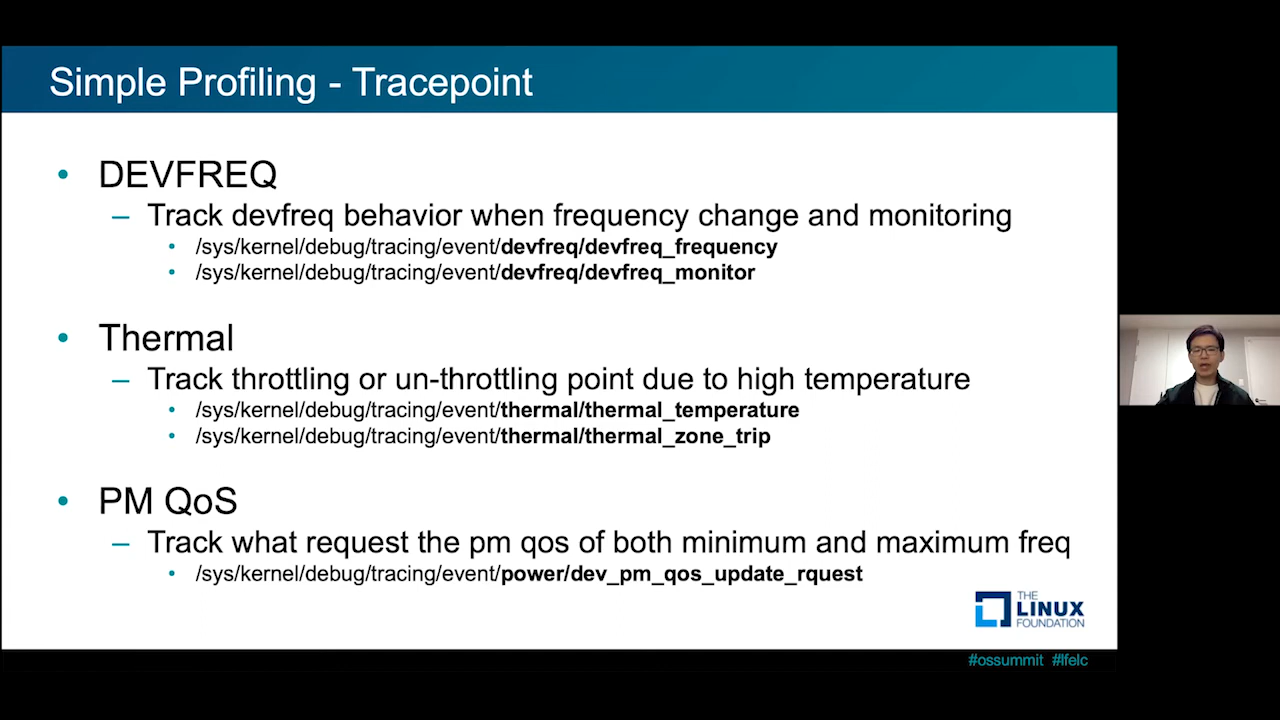 Simple Profiling - Tracepoint
• DEVFREQ
– Track devfreq behavior when frequency change and monitoring
• /sys/kernel/debug/tracing/event/devfreq/devfreq_frequency
• /sys/kernel/debug/tracing/event/devfreq/devfreq_monitor
• Thermal
– Track throttling or un-throttling point due to high temperature
• /sys/kernel/debug/tracing/event/thermal/thermal_temperature
• /sys/kernel/debug/tracing/event/thermal/thermal_zone_trip
• PM QoS
– Track what request the pm qos of both minimum and maximum freq
• /sys/kernel/debug/tracing/event/power/dev_pm_qos_update_rquest
THE
LINUX
FOUNDATION
#ossummit #lfelc